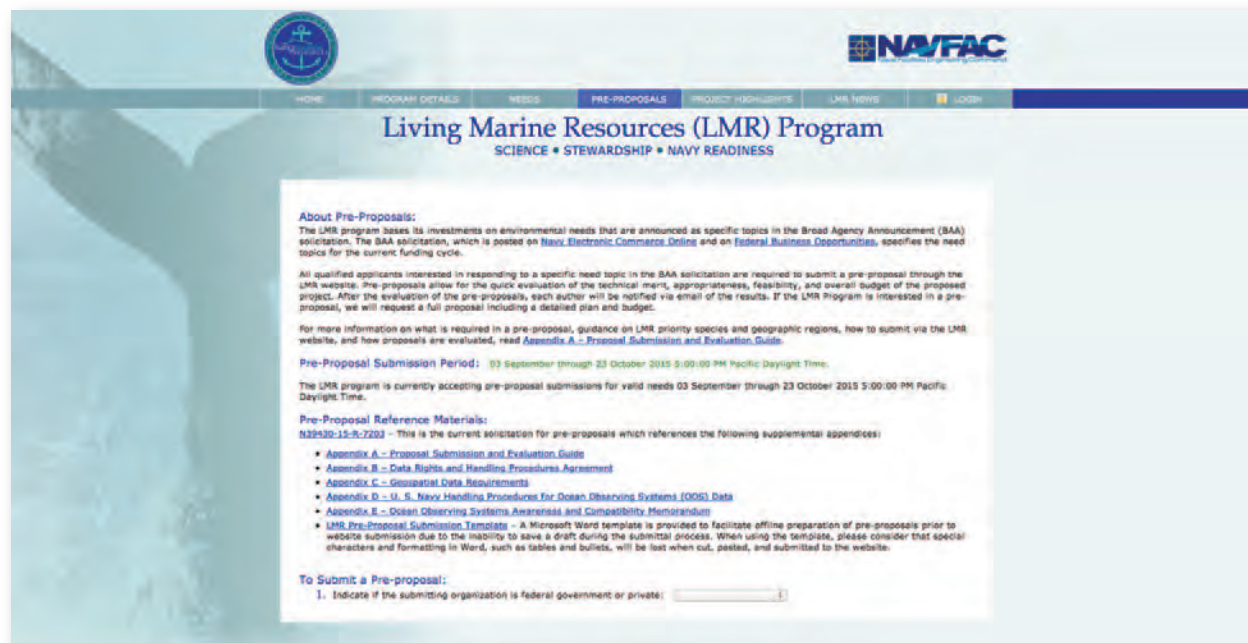 NAVFAC
Naval Facilities Engineering Command
HOME PROGRAM DETAILS NEEDS PRE-PROPOSALS PROJECT HIGHLIGHTS LMR NEWS LOGIN
Living Marine Resources (LMR) Program
SCIENCE • STEWARDSHIP • NAVY READINESS
About Pre-Proposals:
The LMR program bases its investments on environmental needs that are announced as specific topics in the Broad Agency Announcement (BAA)
solicitation. The BAA solicitation, which is posted on Navy Electronic Commerce Online and on Federal Business Opportunities, specifies the need
topics for the current funding cycle.
All qualified applicants interested in responding to a specific need topic in the BAA solicitation are required to submit a pre-proposal through the
LMR website. Pre-proposals allow for the quick evaluation of the technical merit, appropriateness, feasibility, and overall budget of the proposed
project. After the evaluation of the pre-proposals, each author will be notified via email of the results. If the LMR Program is interested in a pre-
proposal, we will request a full proposal including a detailed plan and budget.
For more information on what is required in a pre-proposal, guidance on LMR priority species and geographic regions, how to submit via the LMR
website, and how proposals are evaluated, read Appendix A – Proposal Submission and Evaluation Guide.
Pre-Proposal Submission Period: 03 September through 23 October 2015 5:00:00 PM Pacific Daylight Time.
The LMR program is currently accepting pre-proposal submissions for valid needs 03 September through 23 October 2015 5:00:00 PM Pacific
Daylight Time.
Pre-Proposal Reference Materials:
N39430-15-R-7203 – This is the current solicitation for pre-proposals which references the following supplemental appendices:
• Appendix A – Proposal Submission and Evaluation Guide
• Appendix B – Data Rights and Handling Procedures Agreement
• Appendix C – Geospatial Data Requirements
• Appendix D – U. S. Navy Handling Procedures for Ocean Observing Systems (OOS) Data
• Appendix E – Ocean Observing Systems Awareness and Compatibility Memorandum
• LMR Pre-Proposal Submission Template – A Microsoft Word template is provided to facilitate offline preparation of pre-proposals prior to
website submission due to the inability to save a draft during the submittal process. When using the template, please consider that special
characters and formatting in Word, such as tables and bullets, will be lost when cut, pasted, and submitted to the website.
To Submit a Pre-proposal:
1. Indicate if the submitting organization is federal government or private: